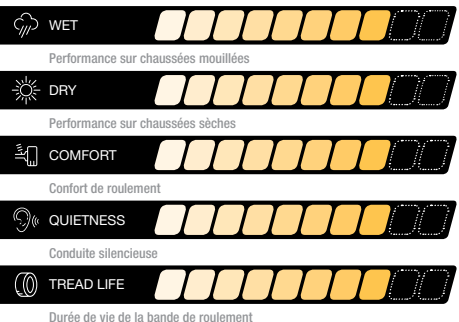 WET
Performance sur chaussées mouillées
DRY
Performance sur chaussées sèches
COMFORT
Confort de roulement
QUIETNESS
Conduite silencieuse
TREAD LIFE
Durée de vie de la bande de roulement